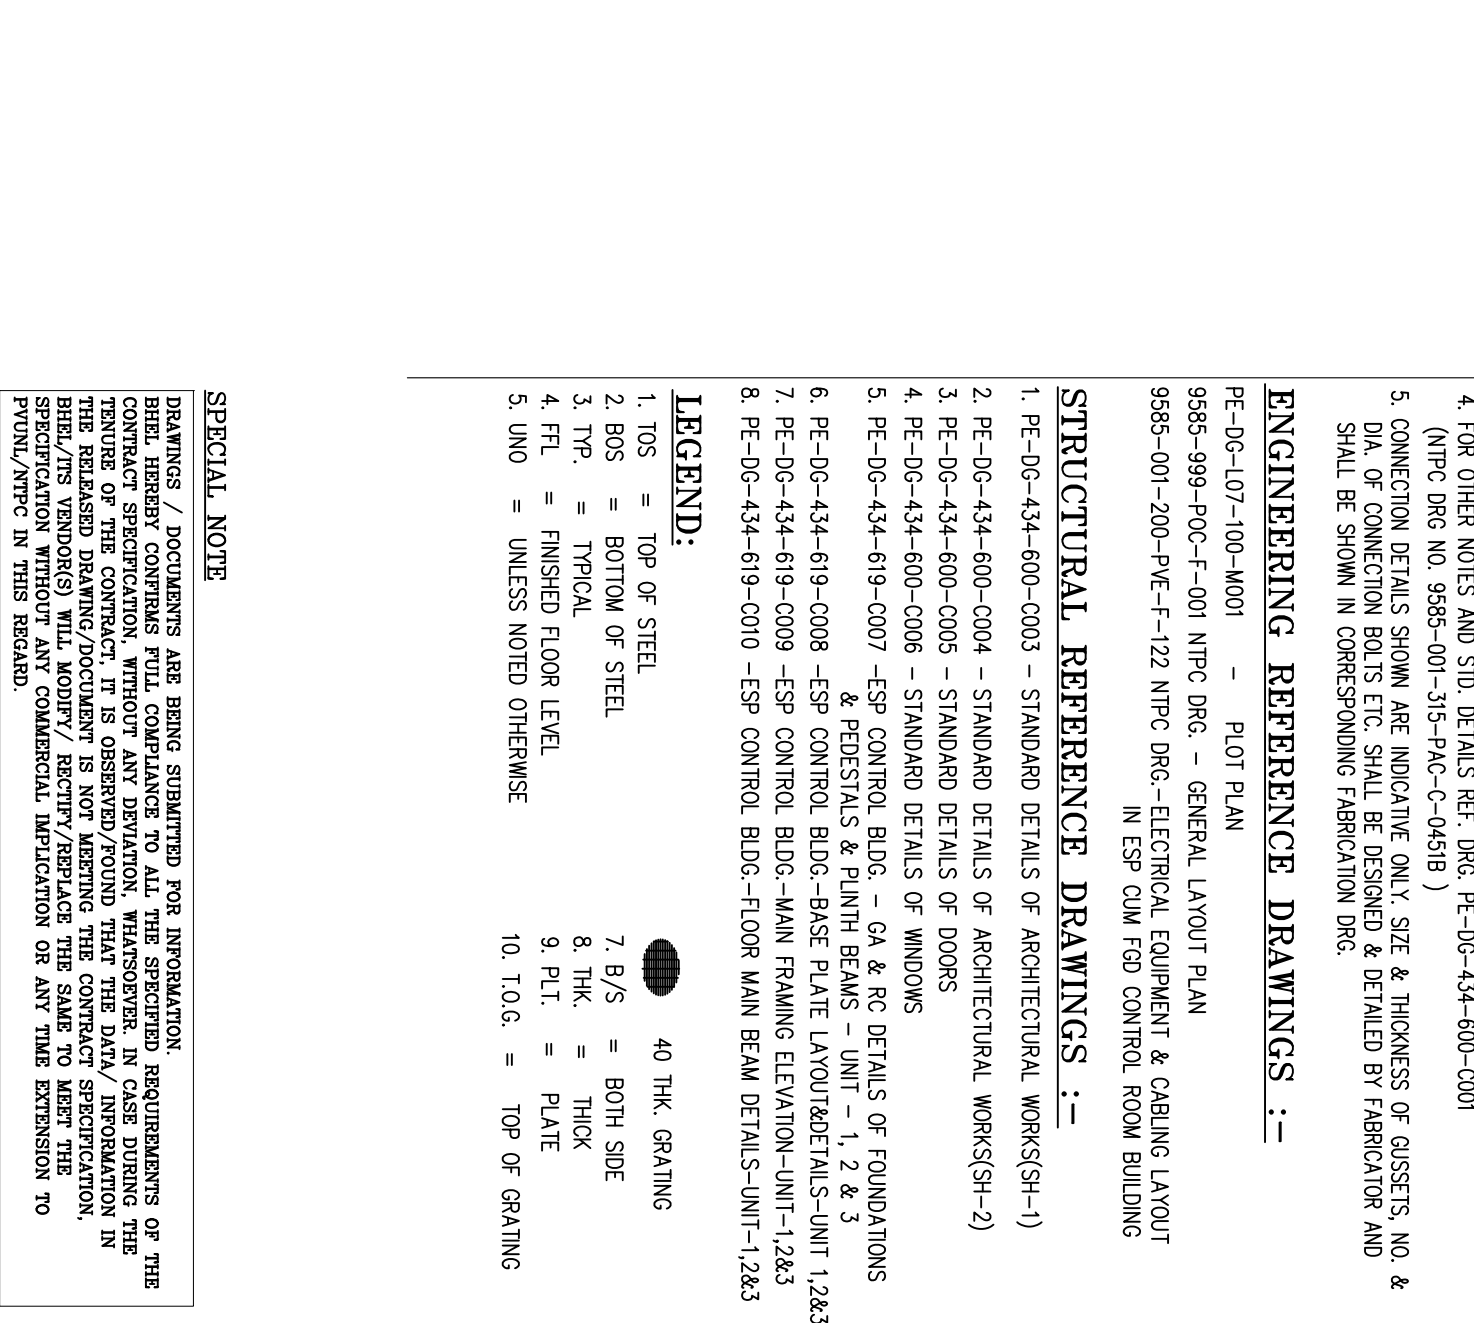 4. FOR OTHER NOTES AND STD. DETAILS REF. DRG. PE-DG-434-600-C001
(NTPC DRG NO. 9585-001-315-PAC-C-0451B )
5. CONNECTION DETAILS SHOWN ARE INDICATIVE ONLY. SIZE & THICKNESS OF GUSSETS, NO. &
DIA. OF CONNECTION BOLTS ETC. SHALL BE DESIGNED & DETAILED BY FABRICATOR AND
SHALL BE SHOWN IN CORRESPONDING FABRICATION DRG.
ENGINEERING REFERENCE DRAWINGS :-
PE-DG-L07-100-M001 - PLOT PLAN
9585-999-POC-F-001 NTPC DRG. - GENERAL LAYOUT PLAN
9585-001-200-PVE-F-122 NTPC DRG.-ELECTRICAL EQUIPMENT & CABLING LAYOUT
IN ESP CUM FGD CONTROL ROOM BUILDING
STRUCTURAL REFERENCE DRAWINGS :-
1. PE-DG-434-600-C003 - STANDARD DETAILS OF ARCHITECTURAL WORKS(SH-1)
2. PE-DG-434-600-C004 - STANDARD DETAILS OF ARCHITECTURAL WORKS(SH-2)
3. PE-DG-434-600-C005 - STANDARD DETAILS OF DOORS
4. PE-DG-434-600-C006 - STANDARD DETAILS OF WINDOWS
5. PE-DG-434-619-C007 -ESP CONTROL BLDG. - GA & RC DETAILS OF FOUNDATIONS
& PEDESTALS & PLINTH BEAMS - UNIT - 1, 2 & 3
6. PE-DG-434-619-C008 -ESP CONTROL BLDG.-BASE PLATE LAYOUT&DETAILS-UNIT 1,2&3
7. PE-DG-434-619-C009 -ESP CONTROL BLDG.-MAIN FRAMING ELEVATION-UNIT-1,2&3
8. PE-DG-434-619-C010 -ESP CONTROL BLDG.-FLOOR MAIN BEAM DETAILS-UNIT-1,2&3
LEGEND:
1. TOS = TOP OF STEEL
2. BOS = BOTTOM OF STEEL
3. TYP. = TYPICAL
4. FFL = FINISHED FLOOR LEVEL
5. UNO = UNLESS NOTED OTHERWISE
40 THK. GRATING
7. B/S = BOTH SIDE
8. THK. = THICK
9. PLT. = PLATE
10. T.O.G. = TOP OF GRATING
SPECIAL NOTE
DRAWINGS / DOCUMENTS ARE BEING SUBMITTED FOR INFORMATION.
BHEL HEREBY CONFIRMS FULL COMPLIANCE TO ALL THE SPECIFIED REQUIREMENTS OF THE
CONTRACT SPECIFICATION, WITHOUT ANY DEVIATION, WHATSOEVER. IN CASE DURING THE
TENURE OF THE CONTRACT, IT IS OBSERVED/FOUND THAT THE DATA/ INFORMATION IN
THE RELEASED DRAWING/DOCUMENT IS NOT MEETING THE CONTRACT SPECIFICATION,
BHEL/ITS VENDOR(S) WILL MODIFY/ RECTIFY/REPLACE THE SAME TO MEET THE
SPECIFICATION WITHOUT ANY COMMERCIAL IMPLICATION OR ANY TIME EXTENSION TO
PVUNL/NTPC IN THIS REGARD.